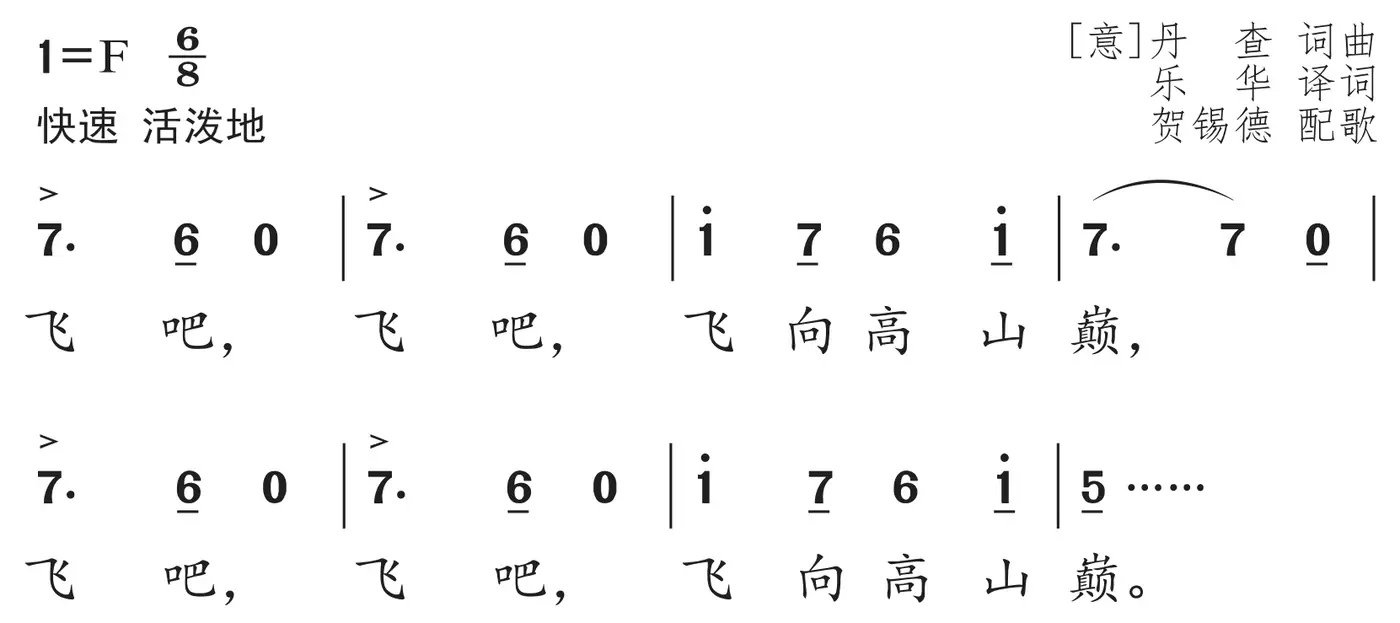 1=F 6/8 [意]丹 查 词曲
乐 华 译词
快速 活泼地 贺锡德 配歌
> >
7. 6 0 | 7. 6 0 | i 7 6 i | 7. 7 0 |
飞 吧, 飞 吧, 飞 向 高 山 巅,
> >
7. 6 0 | 7. 6 0 | i 7 6 i | 5 ……
飞 吧, 飞 吧, 飞 向 高 山 巅。